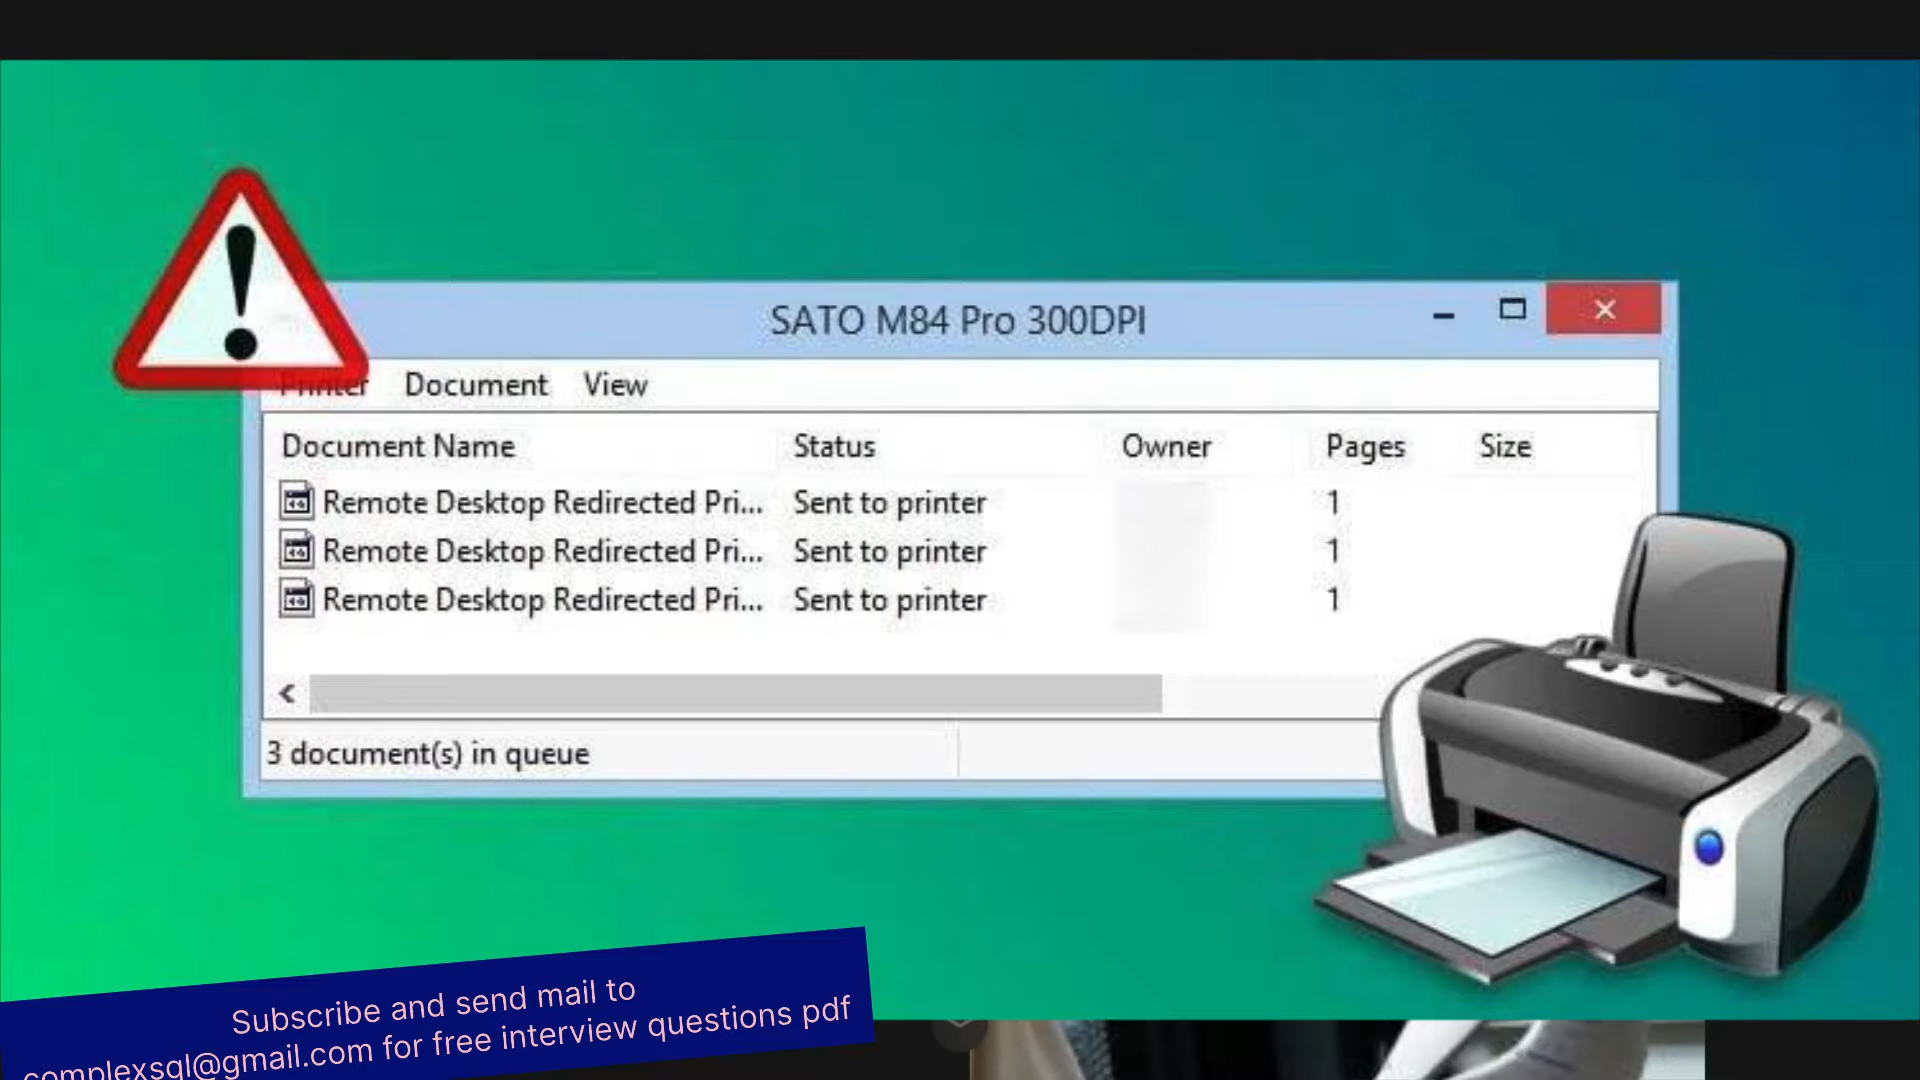 SATO M84 Pro 300DPI
Printer Document View
Document Name Status Owner Pages Size
Remote Desktop Redirected Pri... Sent to printer 1
Remote Desktop Redirected Pri... Sent to printer 1
Remote Desktop Redirected Pri... Sent to printer 1
3 document(s) in queue
Subscribe and send mail to
complexsql@gmail.com for free interview questions pdf